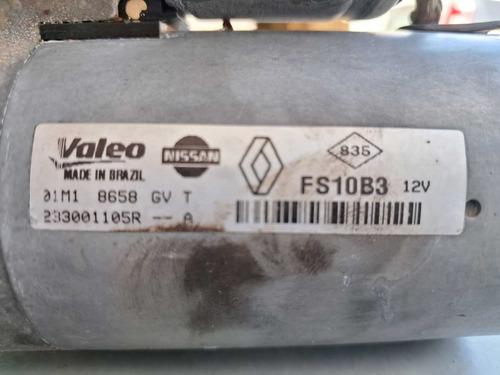 Valeo
MADE IN BRAZIL
NISSAN
835
FS10B3 12V
01M1 8658 GV T
233001105R -- A